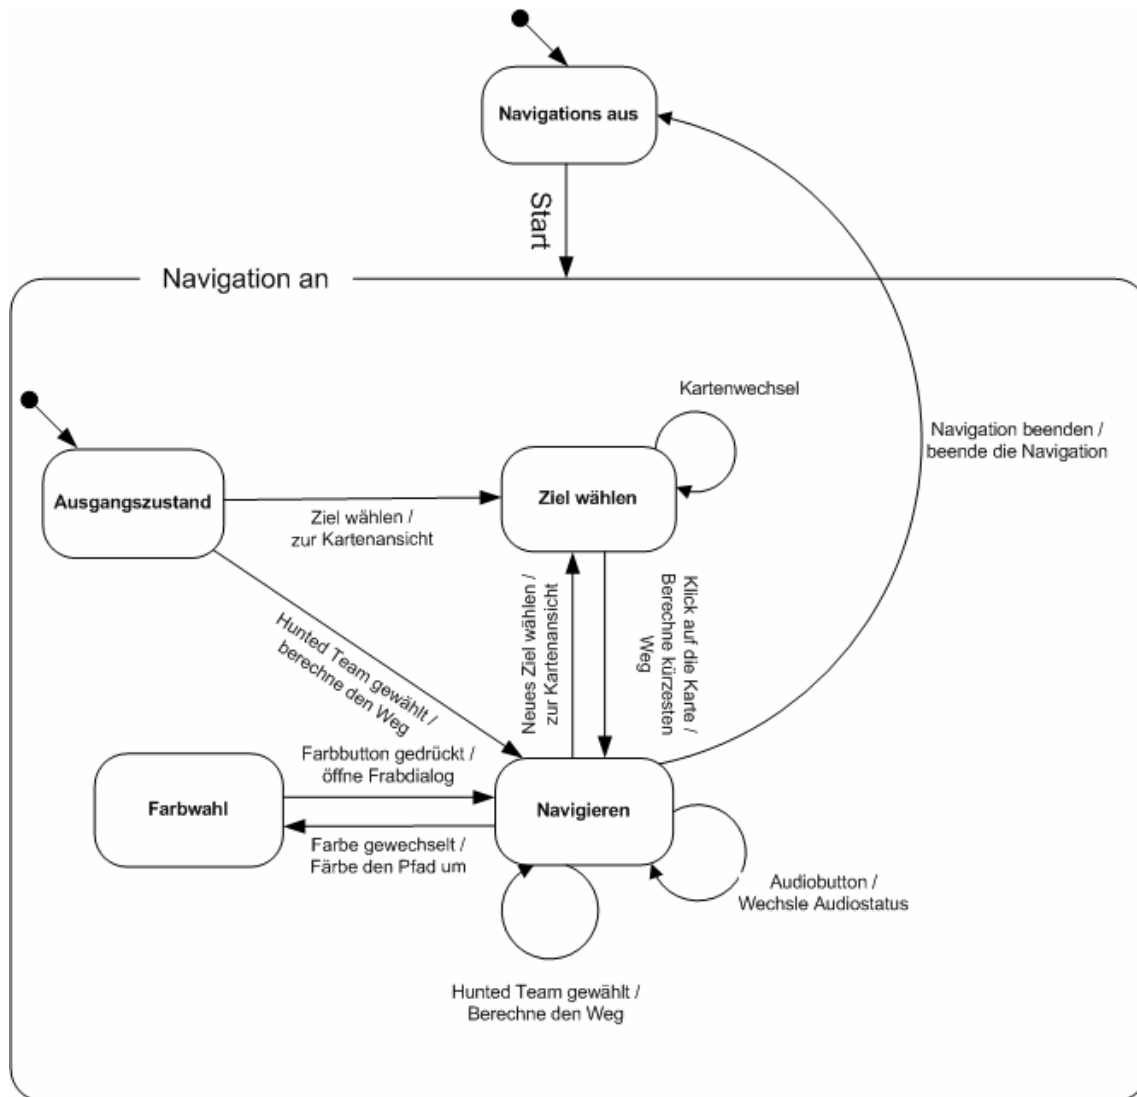 Navigations aus
Start
Navigation an
Kartenwechsel
Navigation beenden /
beende die Navigation
Ausgangszustand
Ziel wählen
Ziel wählen /
zur Kartenansicht
Neues Ziel wählen /
zur Kartenansicht
Klick auf die Karte /
Berechne kürzesten
Weg
Hunted Team gewählt /
berechne den Weg
Farbbutton gedrückt /
öffne Frabdialog
Farbwahl
Navigieren
Farbe gewechselt /
Färbe den Pfad um
Audiobutton /
Wechsle Audiostatus
Hunted Team gewählt /
Berechne den Weg